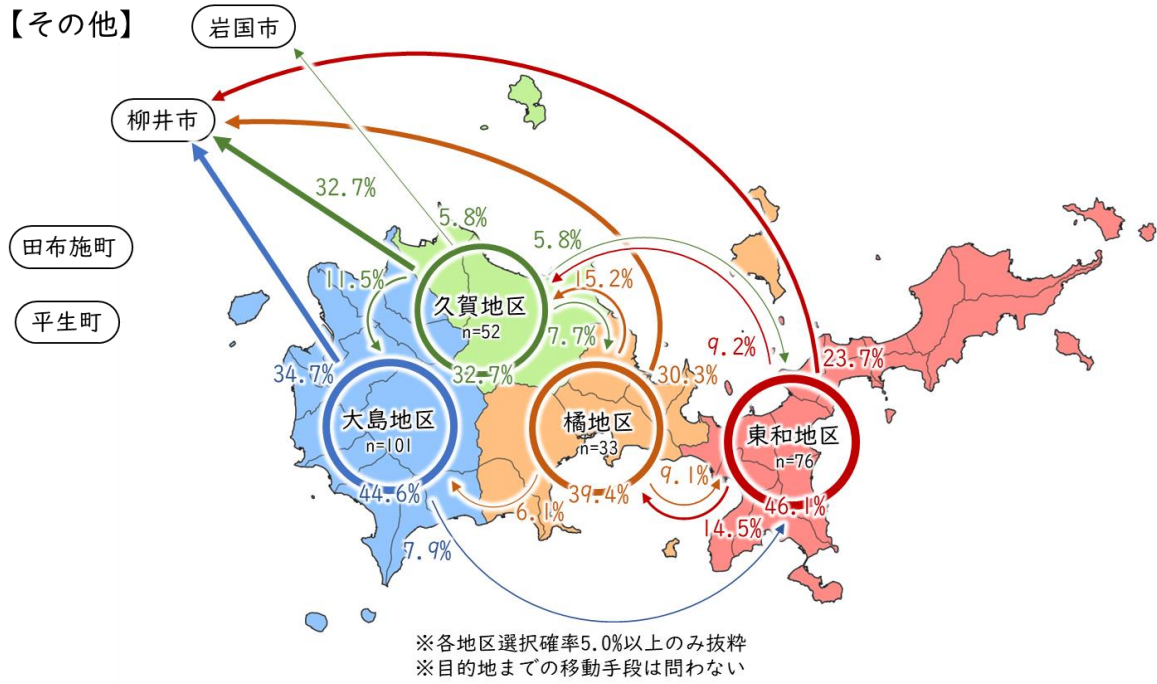 【その他】
岩国市
柳井市
32.7%
5.8%
5.8%
田布施町
11.5%
15.2%
久賀地区
n=52
平生町
7.7%
9.2%
23.7%
34.7%
32.7%
30.3%
大島地区
n=101
橘地区
n=33
東和地区
n=76
9.1%
44.6%
39.4%
46.1%
6.1%
14.5%
7.9%
※各地区選択確率5.0%以上のみ抜粋
※目的地までの移動手段は問わない